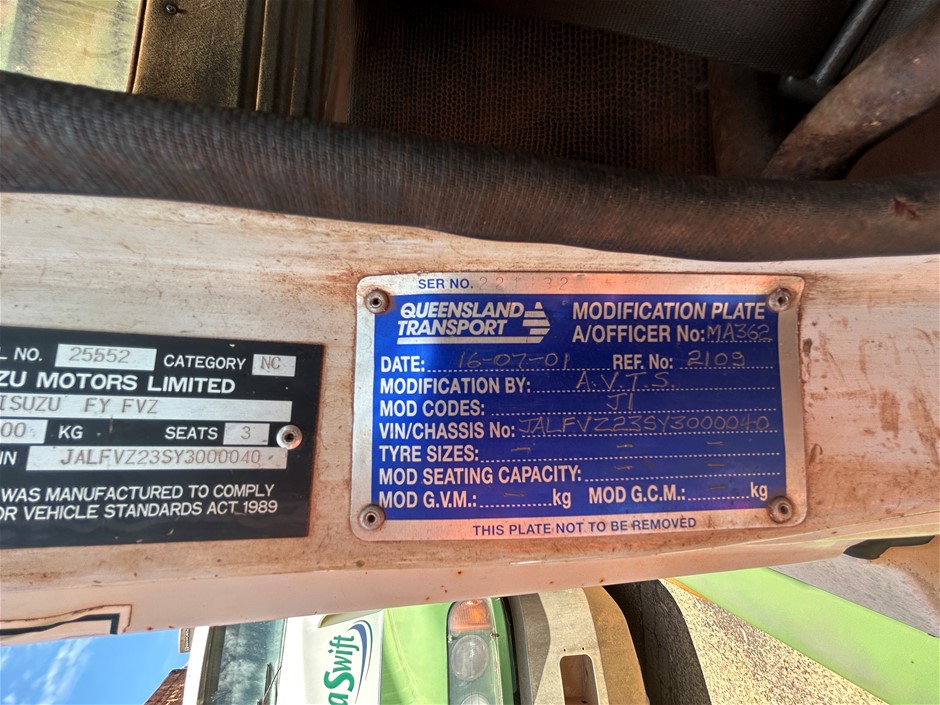 L NO. 25552 CATEGORY NC
ZU MOTORS LIMITED
ISUZU FY FVZ
00 KG SEATS 3
IN JALFVZ23SY3000040
WAS MANUFACTURED TO COMPLY
OR VEHICLE STANDARDS ACT 1989
SER NO.
QUEENSLAND TRANSPORT
MODIFICATION PLATE
A/OFFICER No: MA362
DATE: 16-07-01 REF. No: 2109
MODIFICATION BY: A.V.T.S.
MOD CODES: J1
VIN/CHASSIS No: JALFVZ23SY3000040
TYRE SIZES: - - -
MOD SEATING CAPACITY: - -
MOD G.V.M.: - kg MOD G.C.M.: - kg
THIS PLATE NOT TO BE REMOVED
aSwift